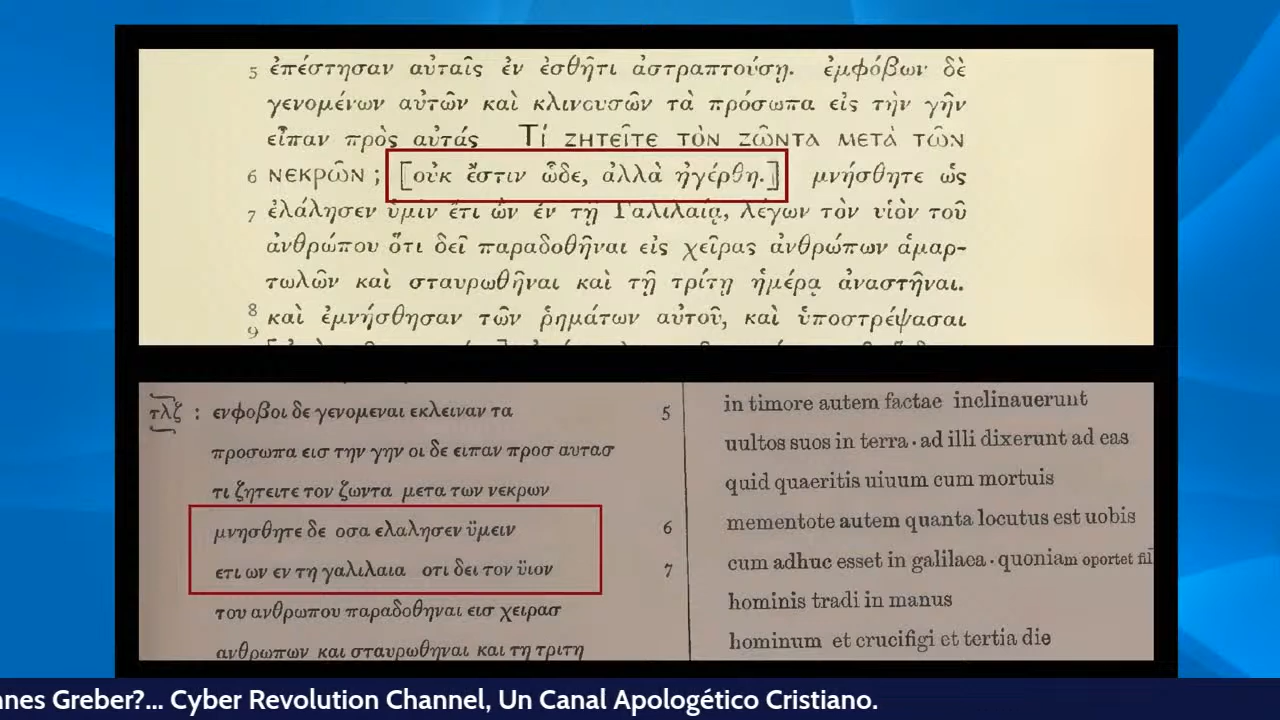 5 ἐπέστησαν αὐταῖς ἐν ἐσθῆτι ἀστραπτούσῃ. ἐμφόβων δὲ
γενομένων αὐτῶν καὶ κλινουσῶν τὰ πρόσωπα εἰς τὴν γῆν
εἶπαν πρὸς αὐτάς Τί ΖΗΤΕῖΤΕ ΤὸΝ ΖῶΝΤΑ ΜΕΤᾺ ΤῶΝ
6 ΝΕΚΡῶΝ ; [οὐκ ἔστιν ὧδε, ἀλλὰ ἠγέρθη.] μνήσθητε ὡς
7 ἐλάλησεν ὑμῖν ἔτι ὢν ἐν τῇ Γαλιλαίᾳ, λέγων τὸν υἱὸν τοῦ
ἀνθρώπου ὅτι δεῖ παραδοθῆναι εἰς χεῖρας ἀνθρώπων ἁμαρ-
τωλῶν καὶ σταυρωθῆναι καὶ τῇ τρίτῃ ἡμέρᾳ ἀναστῆναι.
8 καὶ ἐμνήσθησαν τῶν ῥημάτων αὐτοῦ, καὶ ὑποστρέψασαι
9
τλζ : ενφοβοι δε γενομεναι εκλειναν τα
προσωπα εισ την γην οι δε ειπαν προσ αυτασ
τι ζητειτε τον ζωντα μετα των νεκρων
μνησθητε δε οσα ελαλησεν ϋμειν
ετι ων εν τη γαλιλαια οτι δει τον ϋιον
του ανθρωπου παραδοθηναι εισ χειρασ
ανθρωπων και σταυρωθηναι και τη τριτη
5 in timore autem factae inclinauerunt
uultos suos in terra · ad illi dixerunt ad eas
quid quaeritis uiuum cum mortuis
6 mementote autem quanta locutus est uobis
7 cum adhuc esset in galilaea · quoniam oportet fil
hominis tradi in manus
hominum et crucifigi et tertia die
nnes Greber?... Cyber Revolution Channel, Un Canal Apologético Cristiano.